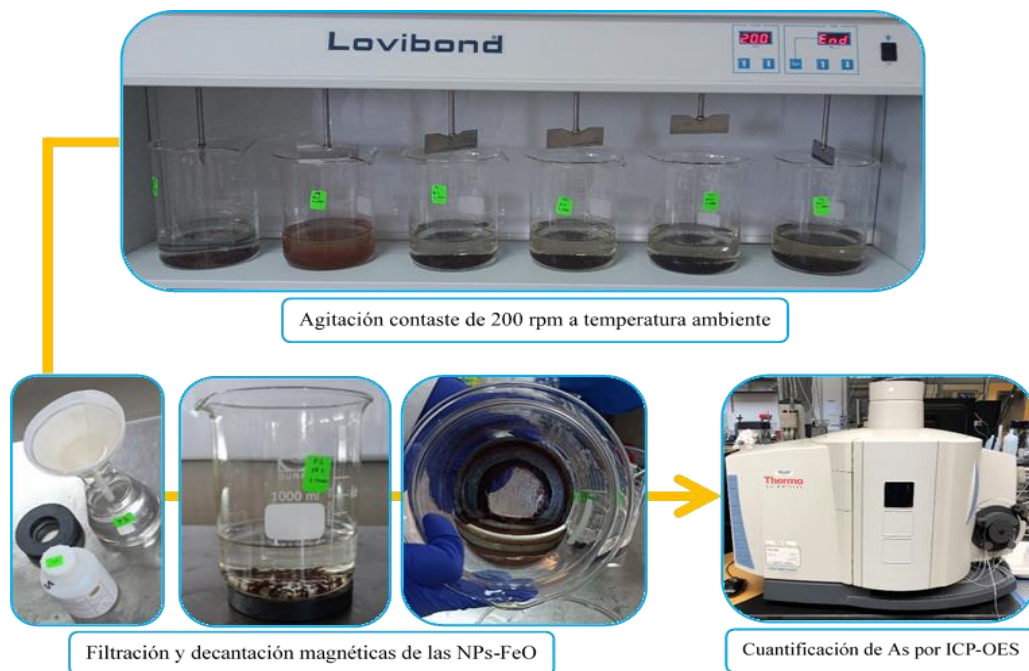 Lovibond
200
End
Agitación contaste de 200 rpm a temperatura ambiente
1000 ml
Thermo
SCIENTIFIC
Filtración y decantación magnéticas de las NPs-FeO
Cuantificación de As por ICP-OES